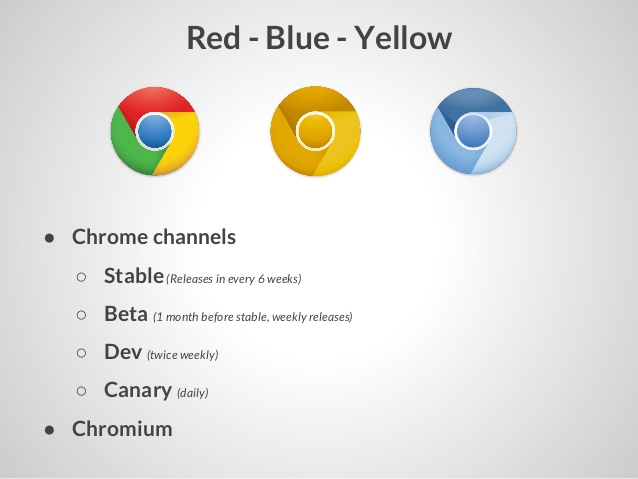 Red - Blue - Yellow
● Chrome channels
○ Stable (Releases in every 6 weeks)
○ Beta (1 month before stable, weekly releases)
○ Dev (twice weekly)
○ Canary (daily)
● Chromium